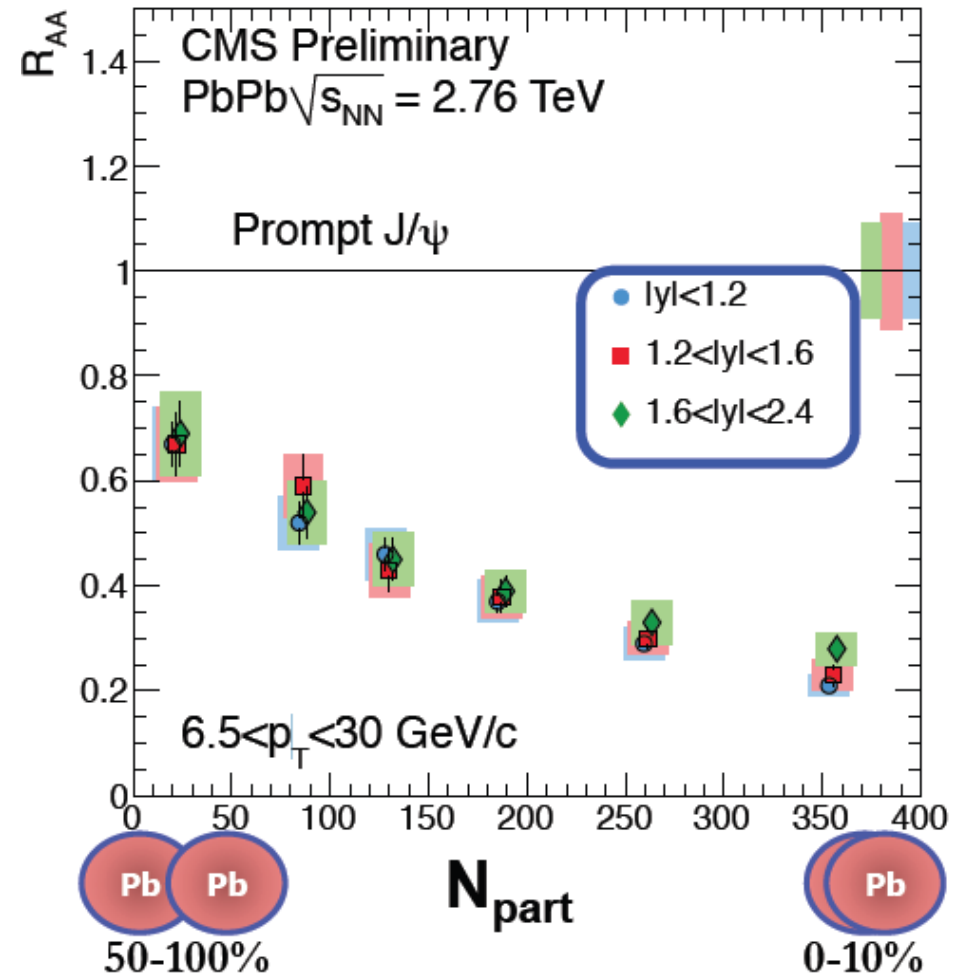 R_AA
CMS Preliminary
PbPb√s_NN = 2.76 TeV
Prompt J/ψ
|y|<1.2
1.2<|y|<1.6
1.6<|y|<2.4
6.5<p_T<30 GeV/c
1.4
1.2
1
0.8
0.6
0.4
0.2
0
0 50 100 150 200 250 300 350 400
N_part
Pb Pb
50-100%
Pb
0-10%